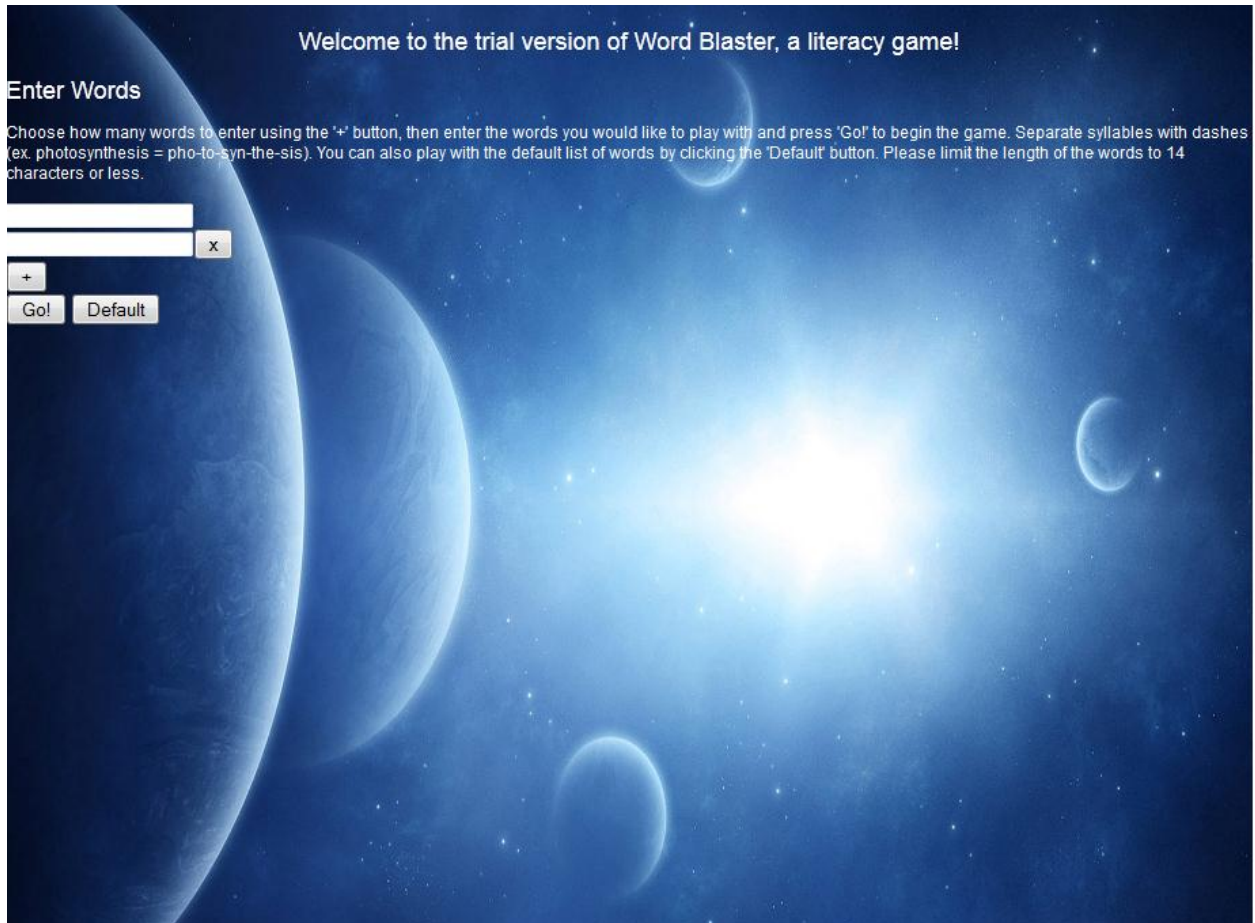 Welcome to the trial version of Word Blaster, a literacy game!
Enter Words
Choose how many words to enter using the '+' button, then enter the words you would like to play with and press 'Go!' to begin the game. Separate syllables with dashes
(ex. photosynthesis = pho-to-syn-the-sis). You can also play with the default list of words by clicking the 'Default' button. Please limit the length of the words to 14
characters or less.
x
+
Go! Default